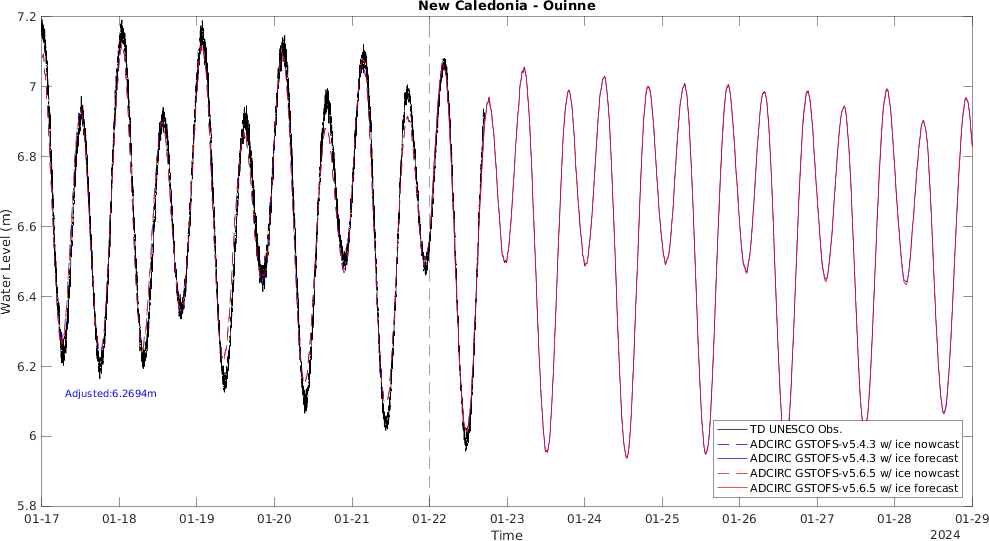 New Caledonia - Ouinne
7.2
7
6.8
6.6
6.4
6.2
6
5.8
Water Level (m)
Adjusted:6.2694m
TD UNESCO Obs.
ADCIRC GSTOFS-v5.4.3 w/ ice nowcast
ADCIRC GSTOFS-v5.4.3 w/ ice forecast
ADCIRC GSTOFS-v5.6.5 w/ ice nowcast
ADCIRC GSTOFS-v5.6.5 w/ ice forecast
01-17 01-18 01-19 01-20 01-21 01-22 01-23 01-24 01-25 01-26 01-27 01-28 01-29
Time
2024